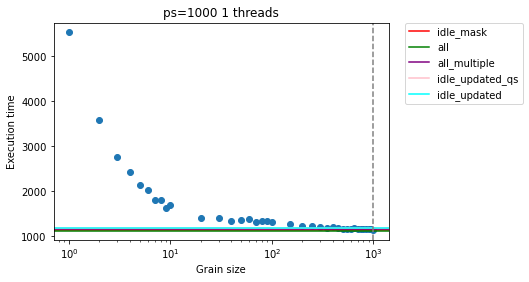 ps=1000 1 threads
Execution time
5000
4000
3000
2000
1000
10^0
10^1
10^2
10^3
Grain size
idle_mask
all
all_multiple
idle_updated_qs
idle_updated